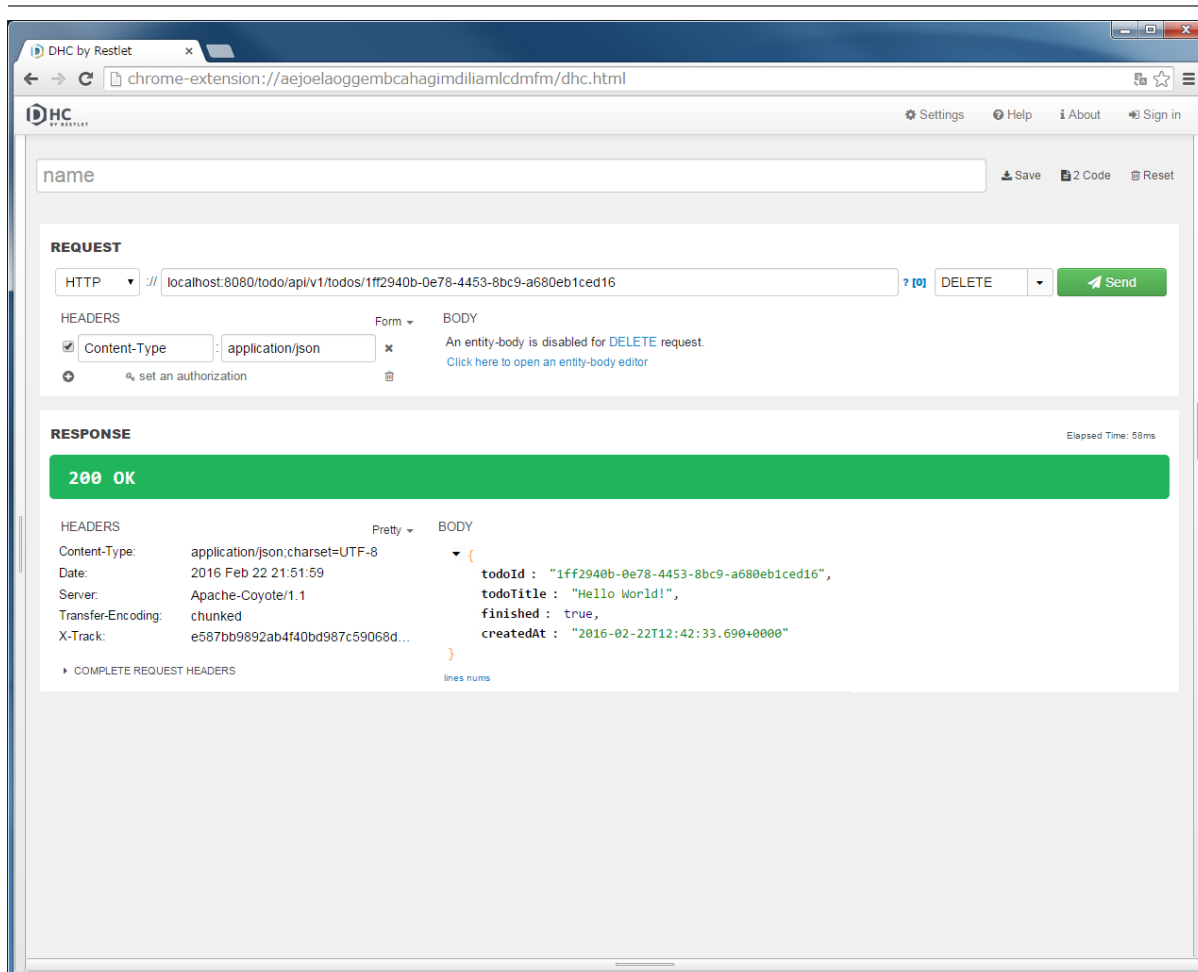 DHC by Restlet
chrome-extension://aejoelaoggembcahagimdiliamlcdmfm/dhc.html
DHC BY RESTLET Settings Help About Sign in
name Save 2 Code Reset
REQUEST
HTTP :// localhost:8080/todo/api/v1/todos/1ff2940b-0e78-4453-8bc9-a680eb1ced16 ? [0] DELETE Send
HEADERS Form BODY
Content-Type : application/json An entity-body is disabled for DELETE request.
Click here to open an entity-body editor
set an authorization
RESPONSE Elapsed Time: 58ms
200 OK
HEADERS Pretty BODY
Content-Type: application/json;charset=UTF-8 {
Date: 2016 Feb 22 21:51:59 todoId : "1ff2940b-0e78-4453-8bc9-a680eb1ced16",
Server: Apache-Coyote/1.1 todoTitle : "Hello World!",
Transfer-Encoding: chunked finished : true,
X-Track: e587bb9892ab4f40bd987c59068d... createdAt : "2016-02-22T12:42:33.690+0000"
}
COMPLETE REQUEST HEADERS lines nums